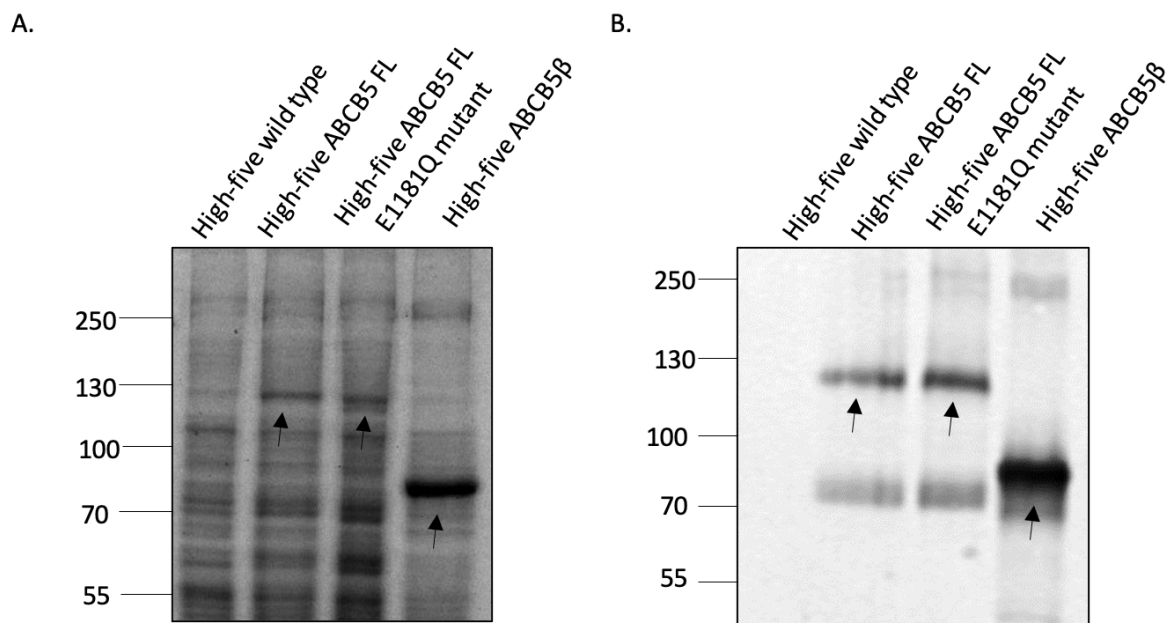 A.
High-five wild type
High-five ABCB5 FL
High-five ABCB5 FL
E1181Q mutant
High-five ABCB5β
250
130
100
70
55
B.
High-five wild type
High-five ABCB5 FL
High-five ABCB5 FL
E1181Q mutant
High-five ABCB5β
250
130
100
70
55